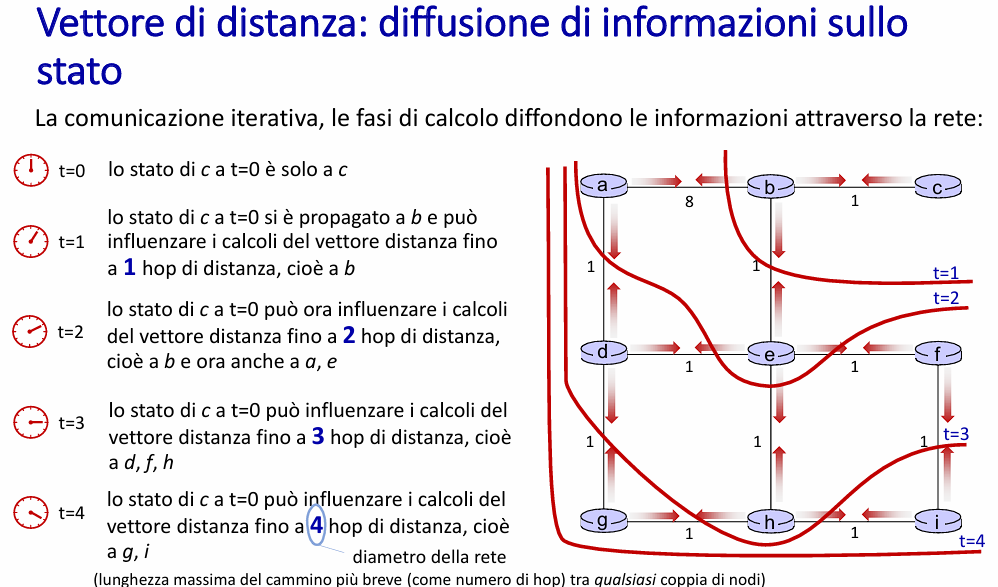 Vettore di distanza: diffusione di informazioni sullo
stato
La comunicazione iterativa, le fasi di calcolo diffondono le informazioni attraverso la rete:
t=0
lo stato di c a t=0 è solo a c
t=1
lo stato di c a t=0 si è propagato a b e può
influenzare i calcoli del vettore distanza fino
a 1 hop di distanza, cioè a b
t=2
lo stato di c a t=0 può ora influenzare i calcoli
del vettore distanza fino a 2 hop di distanza,
cioè a b e ora anche a a, e
t=3
lo stato di c a t=0 può influenzare i calcoli del
vettore distanza fino a 3 hop di distanza, cioè
a d, f, h
t=4
lo stato di c a t=0 può influenzare i calcoli del
vettore distanza fino a 4 hop di distanza, cioè
a g, i
diametro della rete
(lunghezza massima del cammino più breve (come numero di hop) tra qualsiasi coppia di nodi)
a b c
8 1
1 1
t=1
t=2
d e f
1 1
1 1 1
t=3
g h i
1 1
t=4